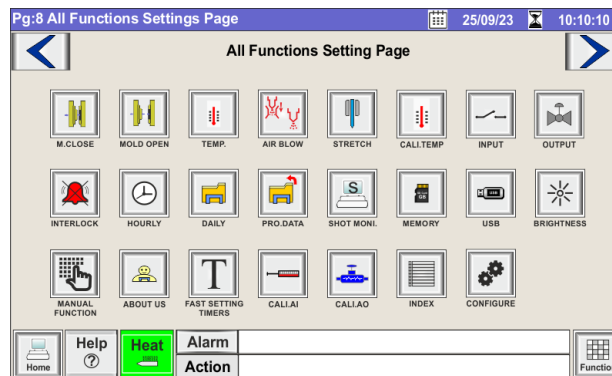 Pg:8 All Functions Settings Page 25/09/23 10:10:10
All Functions Setting Page
M.CLOSE MOLD OPEN TEMP. AIR BLOW STRETCH CALI.TEMP INPUT OUTPUT
S
GB
USB
INTERLOCK HOURLY DAILY PRO.DATA SHOT MONI. MEMORY USB BRIGHTNESS
T
MANUAL FUNCTION ABOUT US FAST SETTING TIMERS CALI.AI CALI.AO INDEX CONFIGURE
Home Help ? Heat Alarm
Action Functio